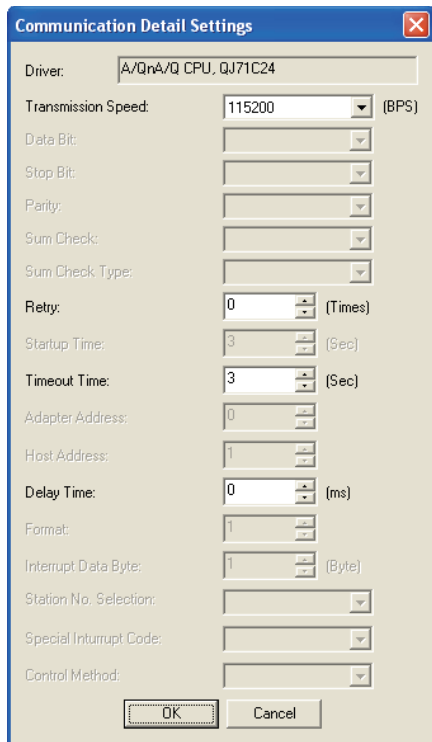 Communication Detail Settings
Driver: A/QnA/Q CPU, QJ71C24
Transmission Speed: 115200 (BPS)
Data Bit:
Stop Bit:
Parity:
Sum Check:
Sum Check Type:
Retry: 0 (Times)
Startup Time: 3 (Sec)
Timeout Time: 3 (Sec)
Adapter Address: 0
Host Address: 1
Delay Time: 0 (ms)
Format: 1
Interrupt Data Byte: 1 (Byte)
Station No. Selection:
Special Inturrupt Code:
Control Method:
OK Cancel